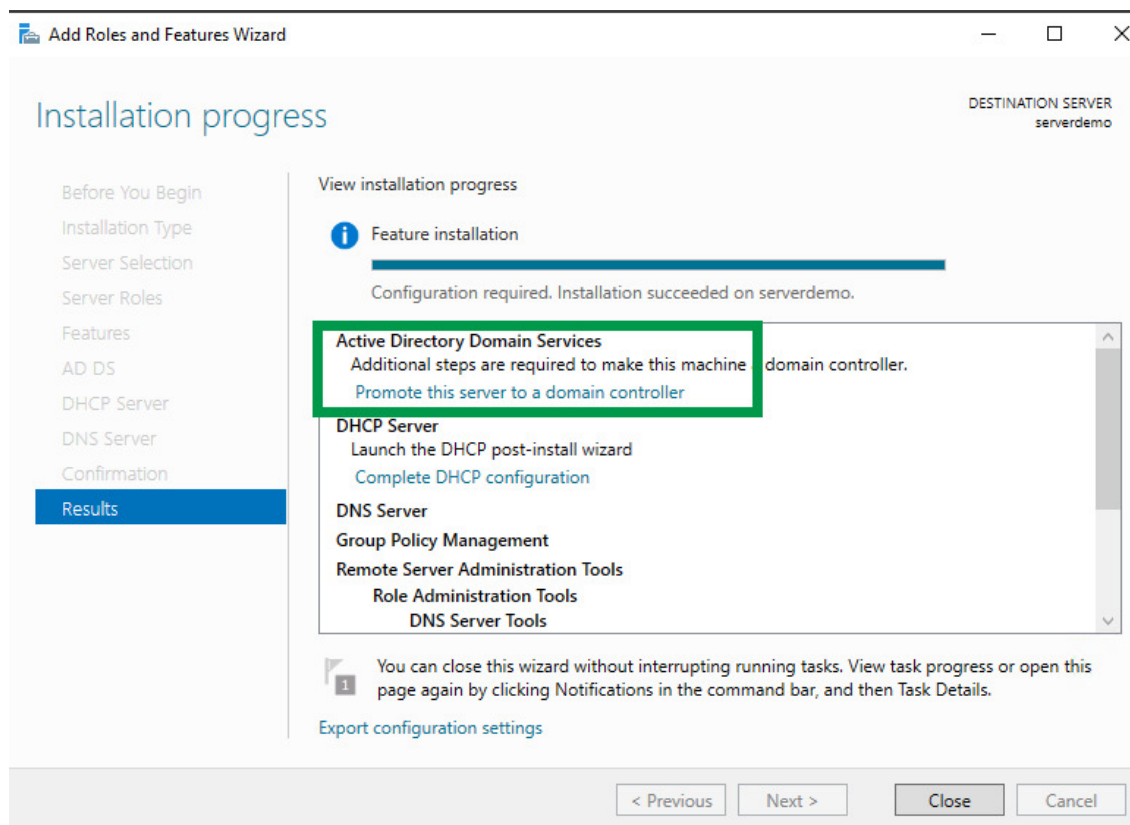 Add Roles and Features Wizard
Installation progress
DESTINATION SERVER
serverdemo
Before You Begin
Installation Type
Server Selection
Server Roles
Features
AD DS
DHCP Server
DNS Server
Confirmation
Results
View installation progress
Feature installation
Configuration required. Installation succeeded on serverdemo.
Active Directory Domain Services
Additional steps are required to make this machine domain controller.
Promote this server to a domain controller
DHCP Server
Launch the DHCP post-install wizard
Complete DHCP configuration
DNS Server
Group Policy Management
Remote Server Administration Tools
Role Administration Tools
DNS Server Tools
1
You can close this wizard without interrupting running tasks. View task progress or open this
page again by clicking Notifications in the command bar, and then Task Details.
Export configuration settings
< Previous
Next >
Close
Cancel